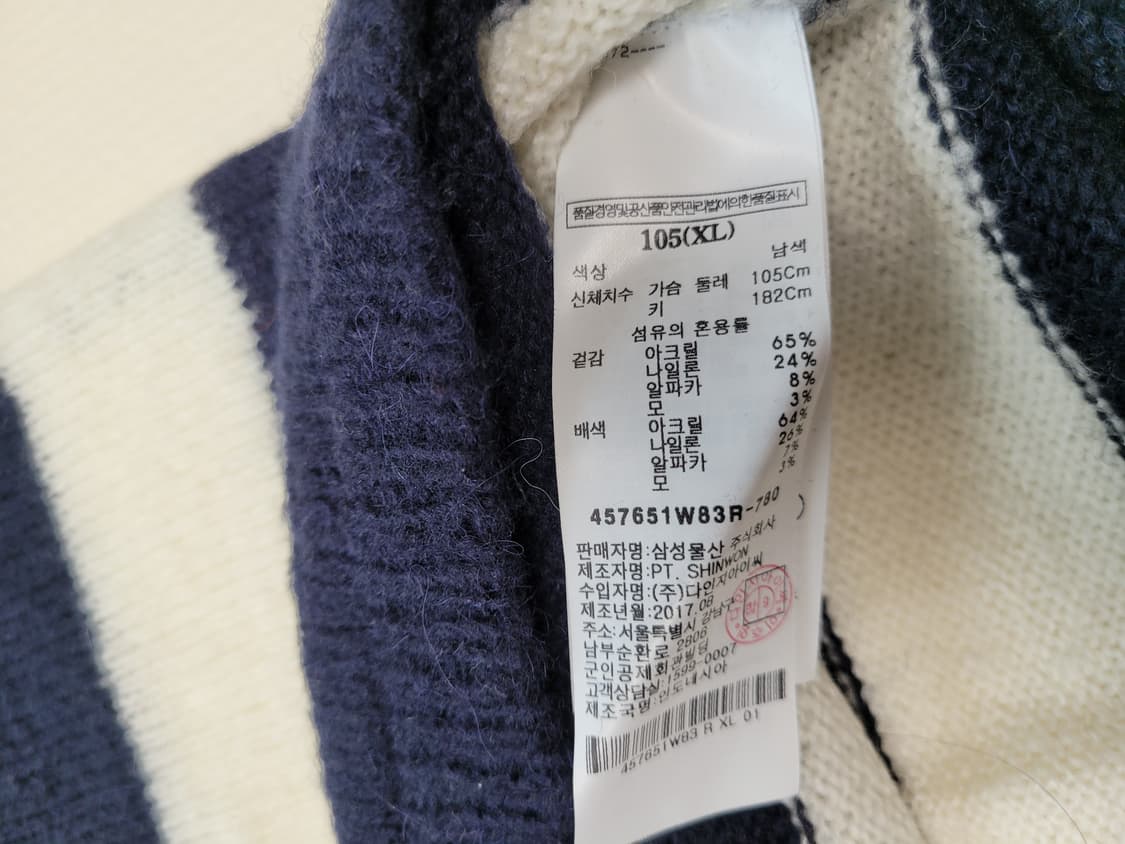 72----
품질경영및공산품안전관리법에의한품질표시
105(XL)
색상 남색
신체치수 가슴 둘레 105Cm
키 182Cm
섬유의 혼용률
겉감 아크릴 65%
나일론 24%
알파카 8%
모 3%
배색 아크릴 64%
나일론 26%
알파카 7%
모 3%
457651W83R-780
판매자명:삼성물산 주식회사
제조자명:PT. SHINWON
수입자명:(주)다인지아이씨
제조년월:2017.08
주소:서울특별시 강남구
남부순환로 2806
군인공제회관빌딩
고객상담실:1599-0007
제조국명:인도네시아
457651W83 R XL 01